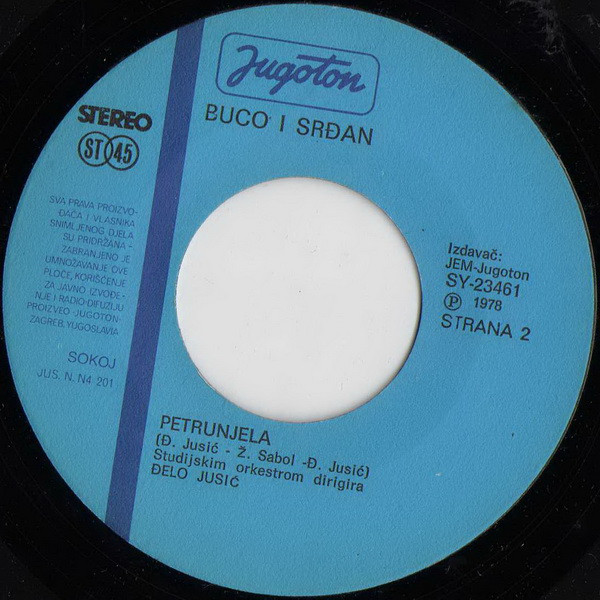 Jugoton
BUCO I SRĐAN
STEREO
ST 45
SVA PRAVA PROIZVO-
ĐAČA I VLASNIKA
SNIMLJENOG DJELA
SU PRIDRŽANA -
ZABRANJENO JE
UMNOŽAVANJE OVE
PLOČE, KORIŠĆENJE
ZA JAVNO IZVOĐE-
NJE I RADIO-DIFUZIJU
PROIZVEO ·JUGOTON·
ZAGREB, YUGOSLAVIA
SOKOJ
JUS. N. N4 201
Izdavač:
JEM-Jugoton
SY-23461
Ⓟ 1978
STRANA 2
PETRUNJELA
(Đ. Jusić - Ž. Sabol -Đ. Jusić)
Studijskim orkestrom dirigira
ĐELO JUSIĆ